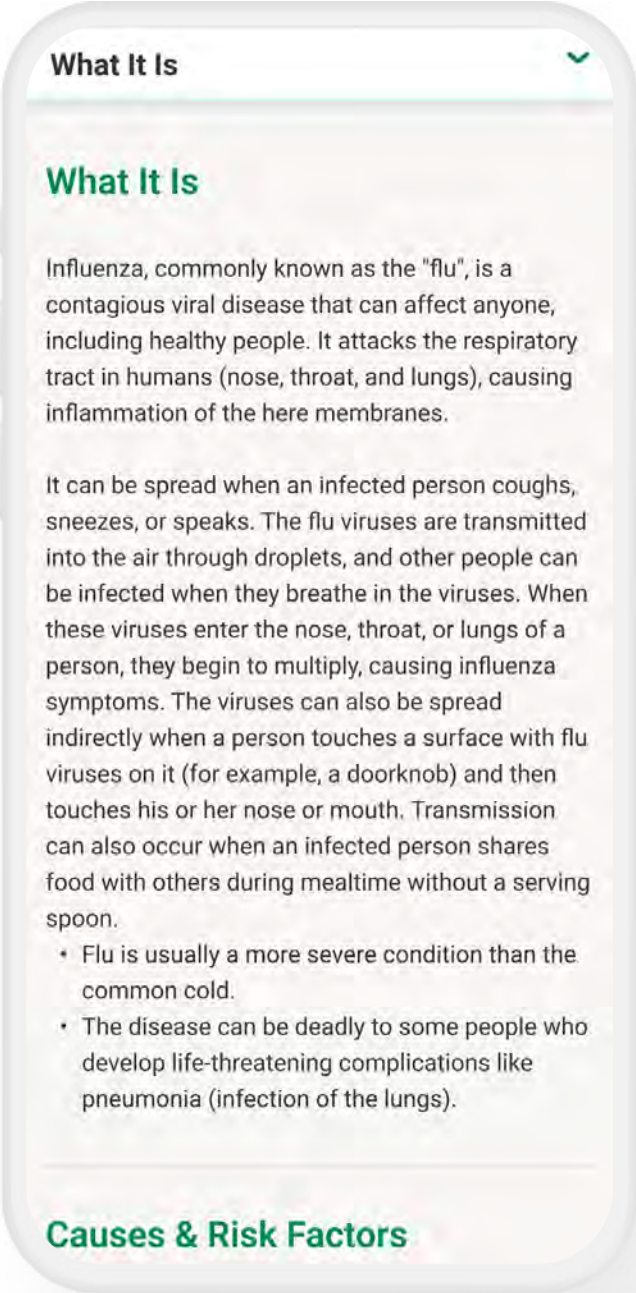 What It Is
What It Is
Influenza, commonly known as the "flu", is a
contagious viral disease that can affect anyone,
including healthy people. It attacks the respiratory
tract in humans (nose, throat, and lungs), causing
inflammation of the here membranes.
It can be spread when an infected person coughs,
sneezes, or speaks. The flu viruses are transmitted
into the air through droplets, and other people can
be infected when they breathe in the viruses. When
these viruses enter the nose, throat, or lungs of a
person, they begin to multiply, causing influenza
symptoms. The viruses can also be spread
indirectly when a person touches a surface with flu
viruses on it (for example, a doorknob) and then
touches his or her nose or mouth. Transmission
can also occur when an infected person shares
food with others during mealtime without a serving
spoon.
• Flu is usually a more severe condition than the
common cold.
• The disease can be deadly to some people who
develop life-threatening complications like
pneumonia (infection of the lungs).
Causes & Risk Factors